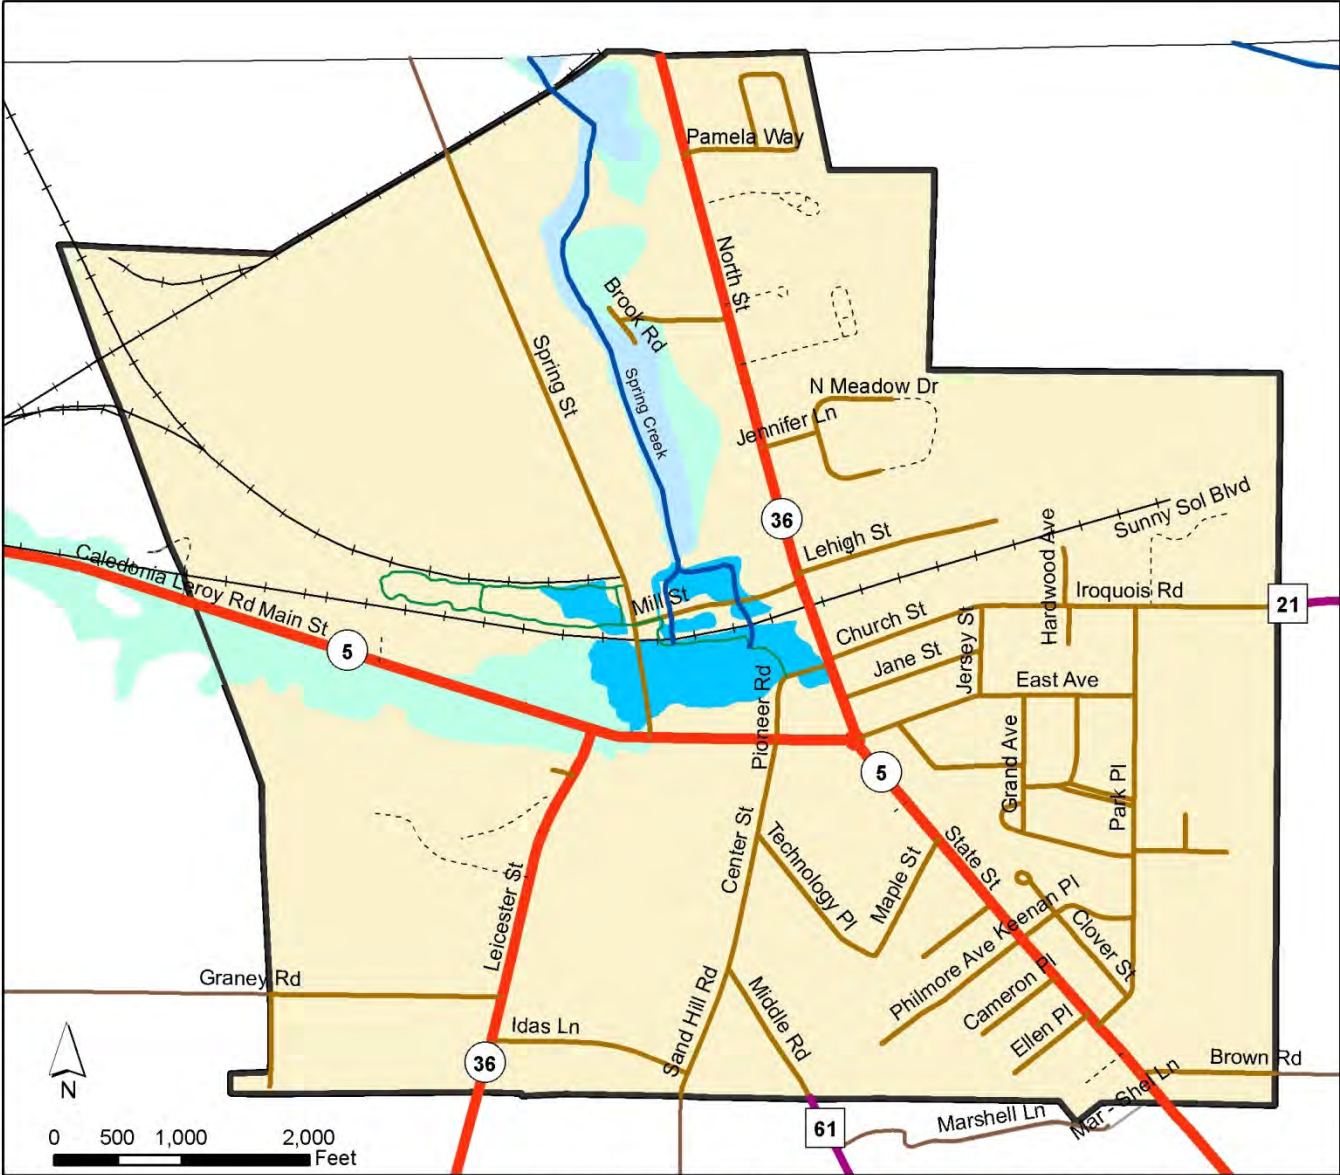 Pamela Way
North St
Brook Rd
Spring St
Spring Creek
N Meadow Dr
Jennifer Ln
36
Lehigh St
Sunny Sol Blvd
Hardwood Ave
Iroquois Rd
21
Caledonia Leroy Rd Main St
5
Mill St
Church St
Jane St
Jersey St
East Ave
Pioneer Rd
Grand Ave
Park Pl
5
Center St
Technology Pl
Maple St
State St
Keenan Pl
Clover St
Leicester St
Graney Rd
Philmore Ave
Cameron Pl
Ellen Pl
Sand Hill Rd
Middle Rd
Idas Ln
36
Brown Rd
Mar - Shel Ln
Marshell Ln
61
N
0 500 1,000 2,000
Feet